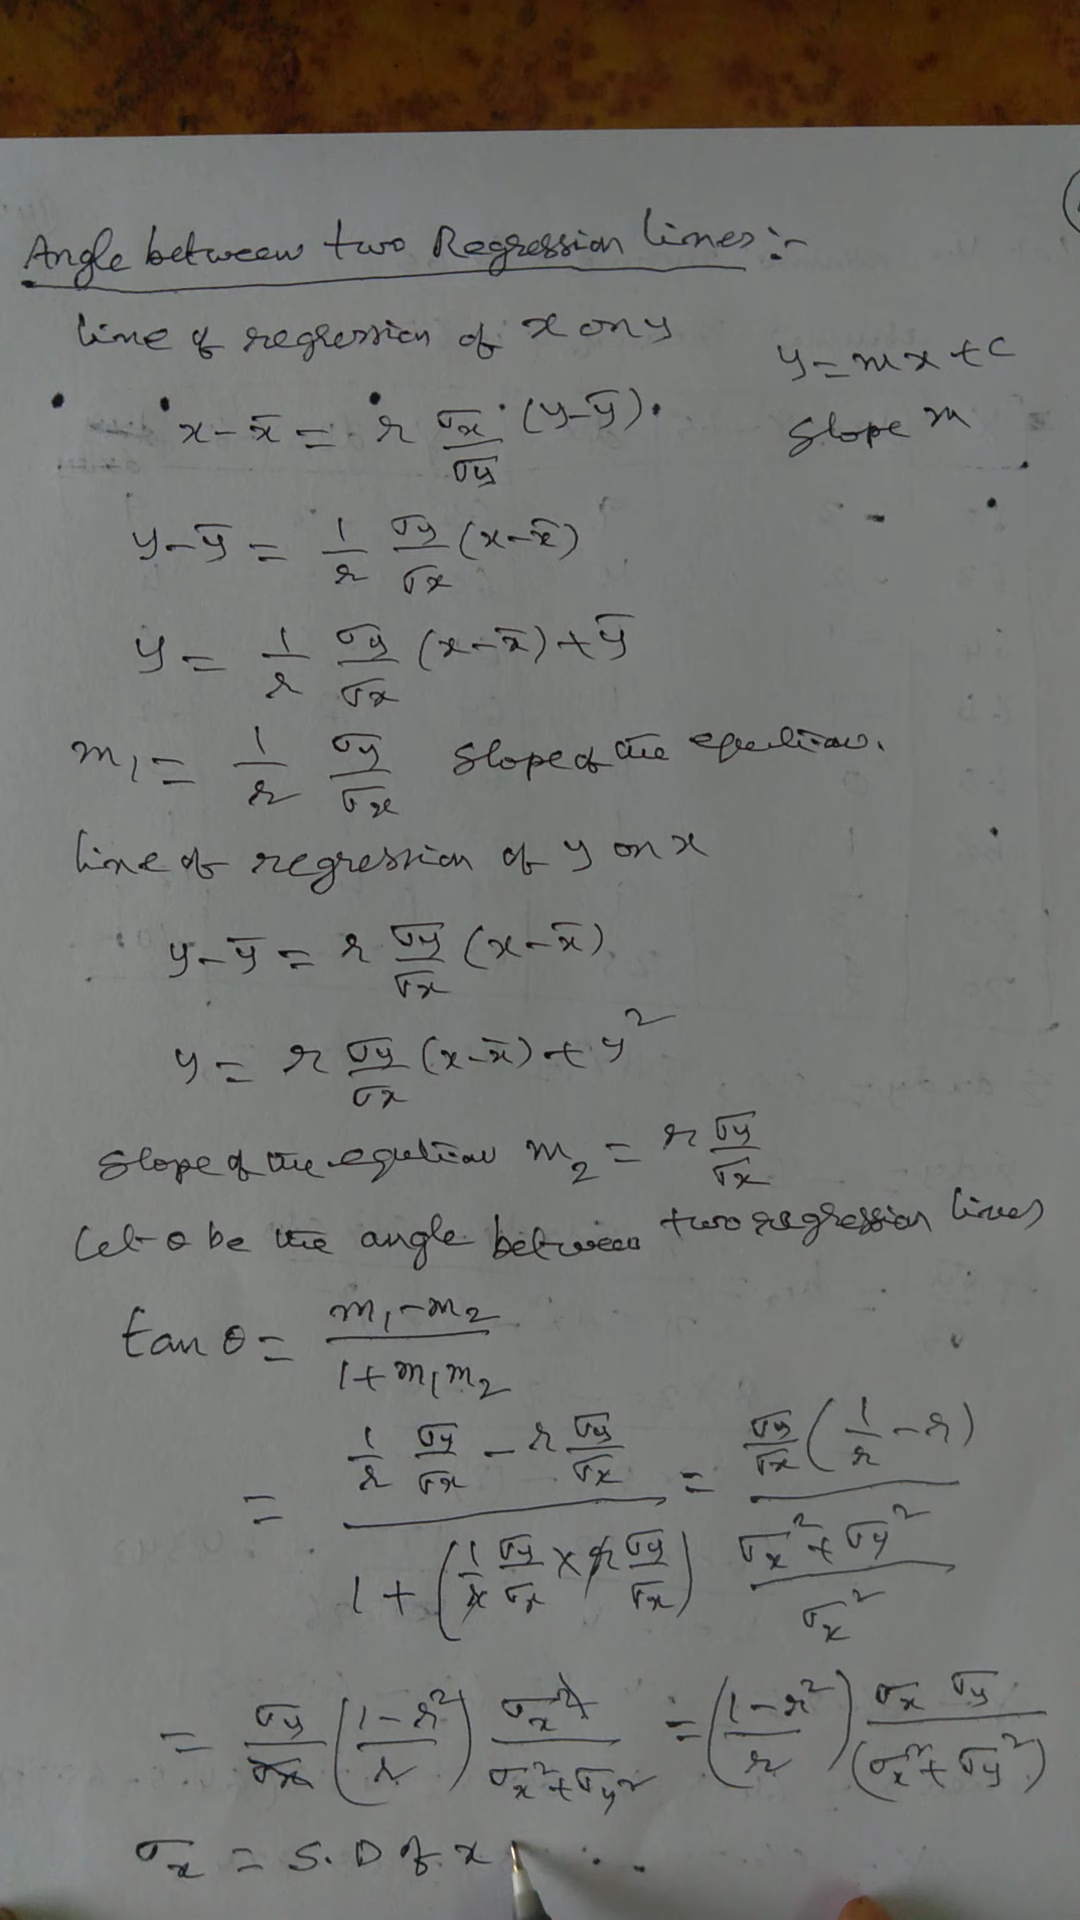 Angle between two Regression lines :-
line of regression of x on y
y = mx + c
x - x̄ = r σx/σy (y - ȳ).
slope m
y - ȳ = 1/r σy/σx (x - x̄)
y = 1/r σy/σx (x - x̄) + ȳ
m₁ = 1/r σy/σx slope of the equation.
line of regression of y on x
y - ȳ = r σy/σx (x - x̄)
y = r σy/σx (x - x̄) + y²
slope of the equation m₂ = r σy/σx
Let θ be the angle between two regression lines
tan θ = (m₁ - m₂)/(1 + m₁m₂)
= (1/r σy/σx - r σy/σx)/(1 + (1/r σy/σx × r σy/σx)) = (σy/σx (1/r - r))/((σx² + σy²)/σx²)
= σy/σx ((1 - r²)/r) σx²/(σx² + σy²) = ((1 - r²)/r) σx σy/(σx² + σy²)
σx = S.D of x